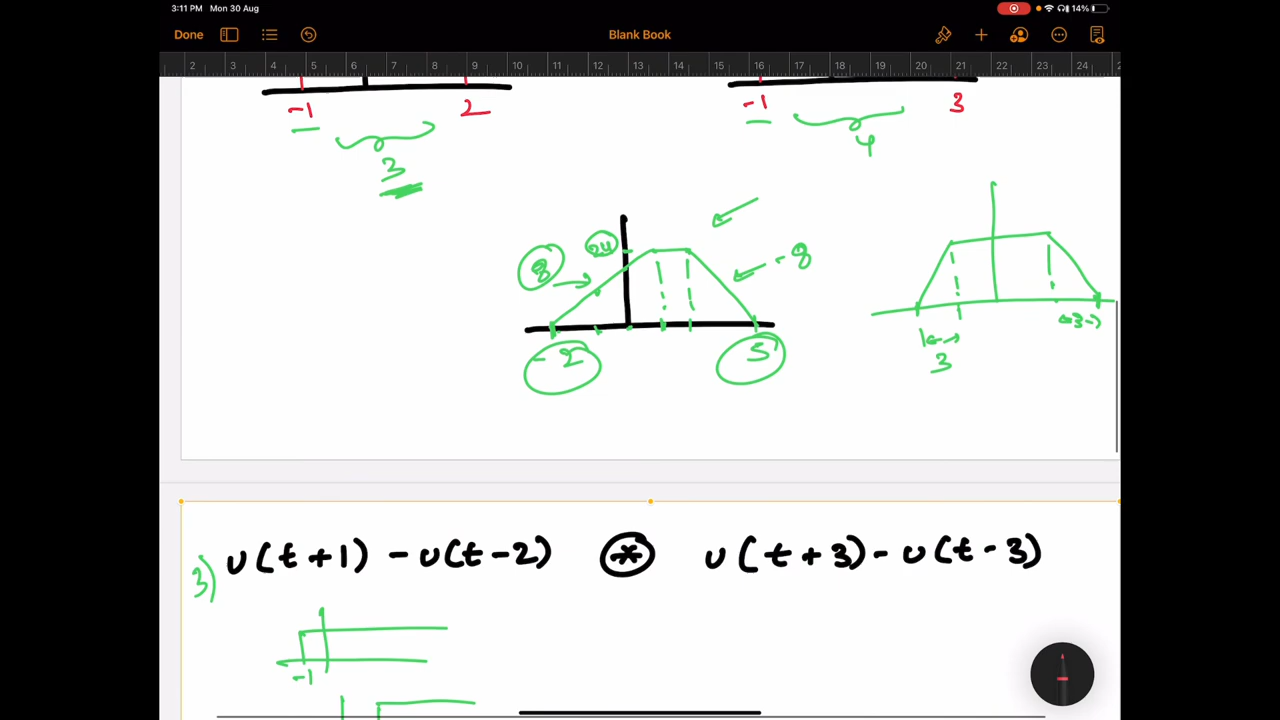 3:11 PM Mon 30 Aug
14%
Done
Blank Book
2 3 4 5 6 7 8 9 10 11 12 13 14 15 16 17 18 19 20 21 22 23 24
-1 2 -1 3
3 4
8 24 -8
-2 5 3 3
3) u(t+1) - u(t-2) * u(t+3) - u(t-3)
-1